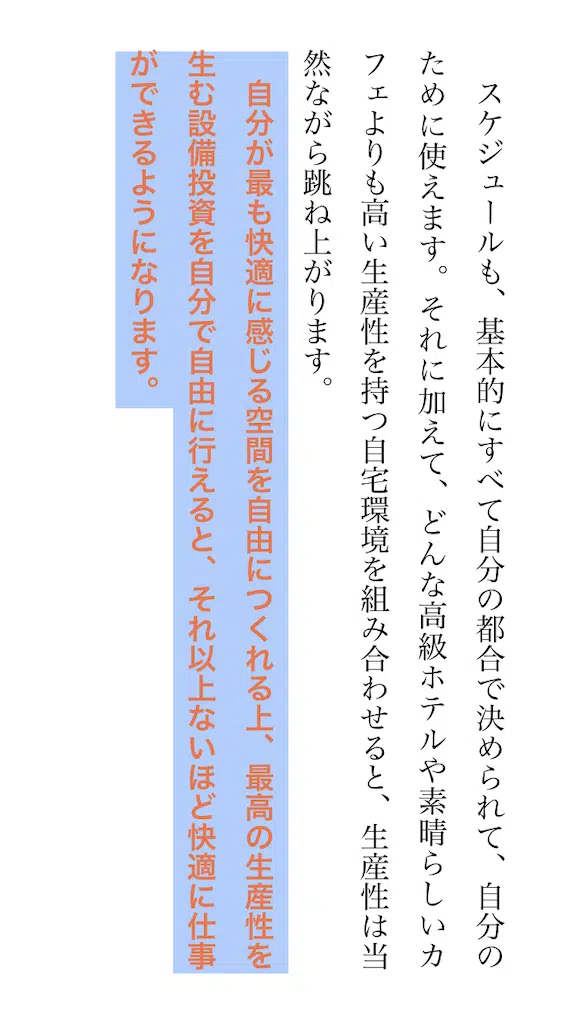 スケジュールも、基本的にすべて自分の都合で決められて、自分の
ために使えます。それに加えて、どんな高級ホテルや素晴らしいカ
フェよりも高い生産性を持つ自宅環境を組み合わせると、生産性は当
然ながら跳ね上がります。
自分が最も快適に感じる空間を自由につくれる上、最高の生産性を
生む設備投資を自分で自由に行えると、それ以上ないほど快適に仕事
ができるようになります。